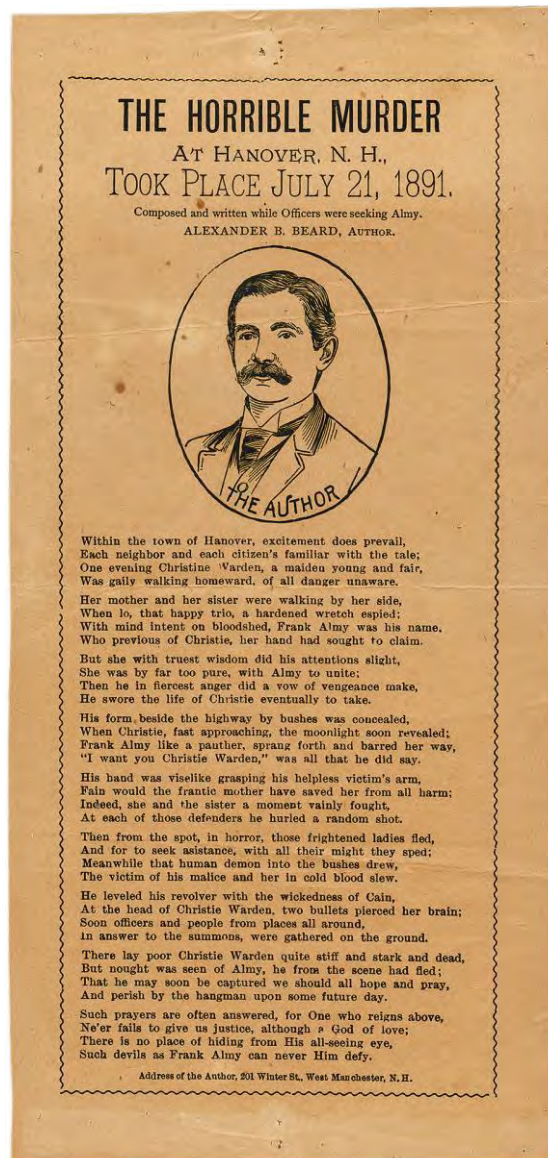 THE HORRIBLE MURDER
AT HANOVER, N. H.,
TOOK PLACE JULY 21, 1891.
Composed and written while Officers were seeking Almy.
ALEXANDER B. BEARD, AUTHOR.
THE AUTHOR
Within the town of Hanover, excitement does prevail,
Each neighbor and each citizen's familiar with the tale;
One evening Christine Warden, a maiden young and fair,
Was gaily walking homeward, of all danger unaware.
Her mother and her sister were walking by her side,
When lo, that happy trio, a hardened wretch espied;
With mind intent on bloodshed, Frank Almy was his name,
Who previous of Christie, her hand had sought to claim.
But she with truest wisdom did his attentions slight,
She was by far too pure, with Almy to unite;
Then he in fiercest anger did a vow of vengeance make,
He swore the life of Christie eventually to take.
His form beside the highway by bushes was concealed,
When Christie, fast approaching, the moonlight soon revealed;
Frank Almy like a panther, sprang forth and barred her way,
"I want you Christie Warden," was all that he did say.
His hand was viselike grasping his helpless victim's arm,
Fain would the frantic mother have saved her from all harm;
Indeed, she and the sister a moment vainly fought,
At each of those defenders he hurled a random shot.
Then from the spot, in horror, those frightened ladies fled,
And for to seek asistance, with all their might they sped;
Meanwhile that human demon into the bushes drew,
The victim of his malice and her in cold blood slew.
He leveled his revolver with the wickedness of Cain,
At the head of Christie Warden, two bullets pierced her brain;
Soon officers and people from places all around,
In answer to the summons, were gathered on the ground.
There lay poor Christie Warden quite stiff and stark and dead,
But nought was seen of Almy, he from the scene had fled;
That he may soon be captured we should all hope and pray,
And perish by the hangman upon some future day.
Such prayers are often answered, for One who reigns above,
Ne'er fails to give us justice, although a God of love;
There is no place of hiding from His all-seeing eye,
Such devils as Frank Almy can never Him defy.
Address of the Author, 201 Winter St., West Manchester, N. H.